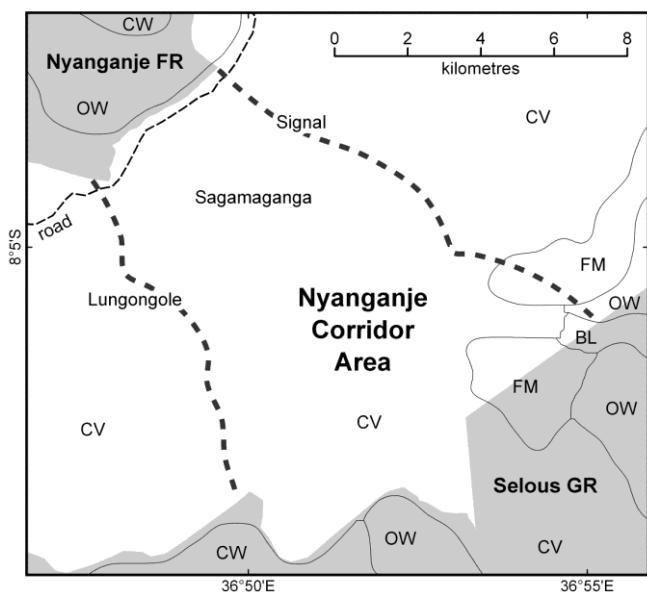 CW
0 2 4 6 8
kilometres
Nyanganje FR
OW
Signal
CV
Sagamaganga
road
8°5'S
FM
Lungongole
Nyanganje
Corridor
Area
OW
BL
FM
OW
CV
CV
Selous GR
CW
OW
CV
36°50'E
36°55'E